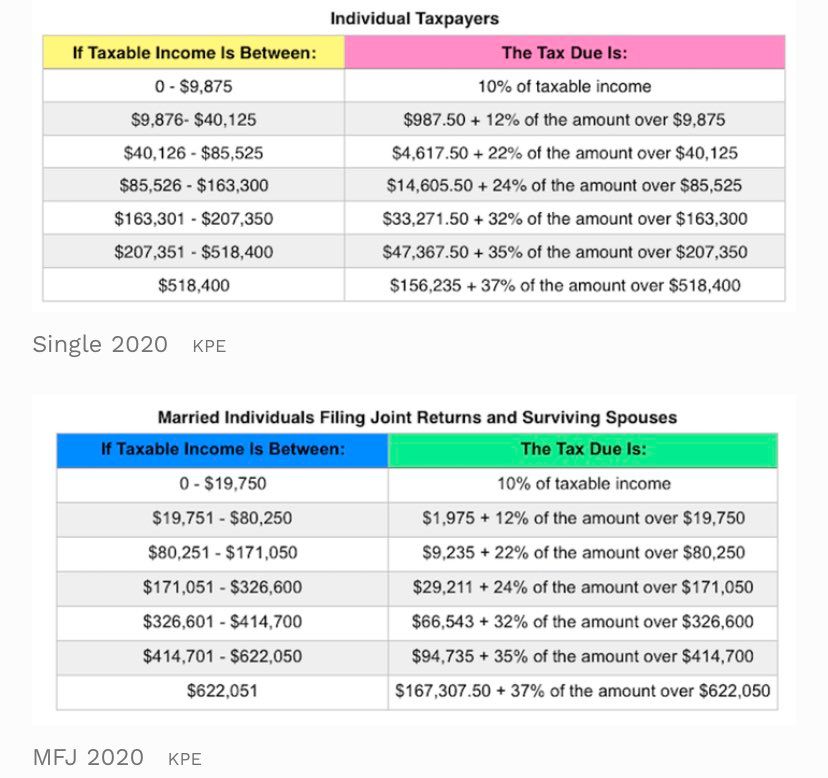 Individual Taxpayers
If Taxable Income Is Between: The Tax Due Is:
0 - $9,875 10% of taxable income
$9,876- $40,125 $987.50 + 12% of the amount over $9,875
$40,126 - $85,525 $4,617.50 + 22% of the amount over $40,125
$85,526 - $163,300 $14,605.50 + 24% of the amount over $85,525
$163,301 - $207,350 $33,271.50 + 32% of the amount over $163,300
$207,351 - $518,400 $47,367.50 + 35% of the amount over $207,350
$518,400 $156,235 + 37% of the amount over $518,400
Single 2020 KPE
Married Individuals Filing Joint Returns and Surviving Spouses
If Taxable Income Is Between: The Tax Due Is:
0 - $19,750 10% of taxable income
$19,751 - $80,250 $1,975 + 12% of the amount over $19,750
$80,251 - $171,050 $9,235 + 22% of the amount over $80,250
$171,051 - $326,600 $29,211 + 24% of the amount over $171,050
$326,601 - $414,700 $66,543 + 32% of the amount over $326,600
$414,701 - $622,050 $94,735 + 35% of the amount over $414,700
$622,051 $167,307.50 + 37% of the amount over $622,050
MFJ 2020 KPE